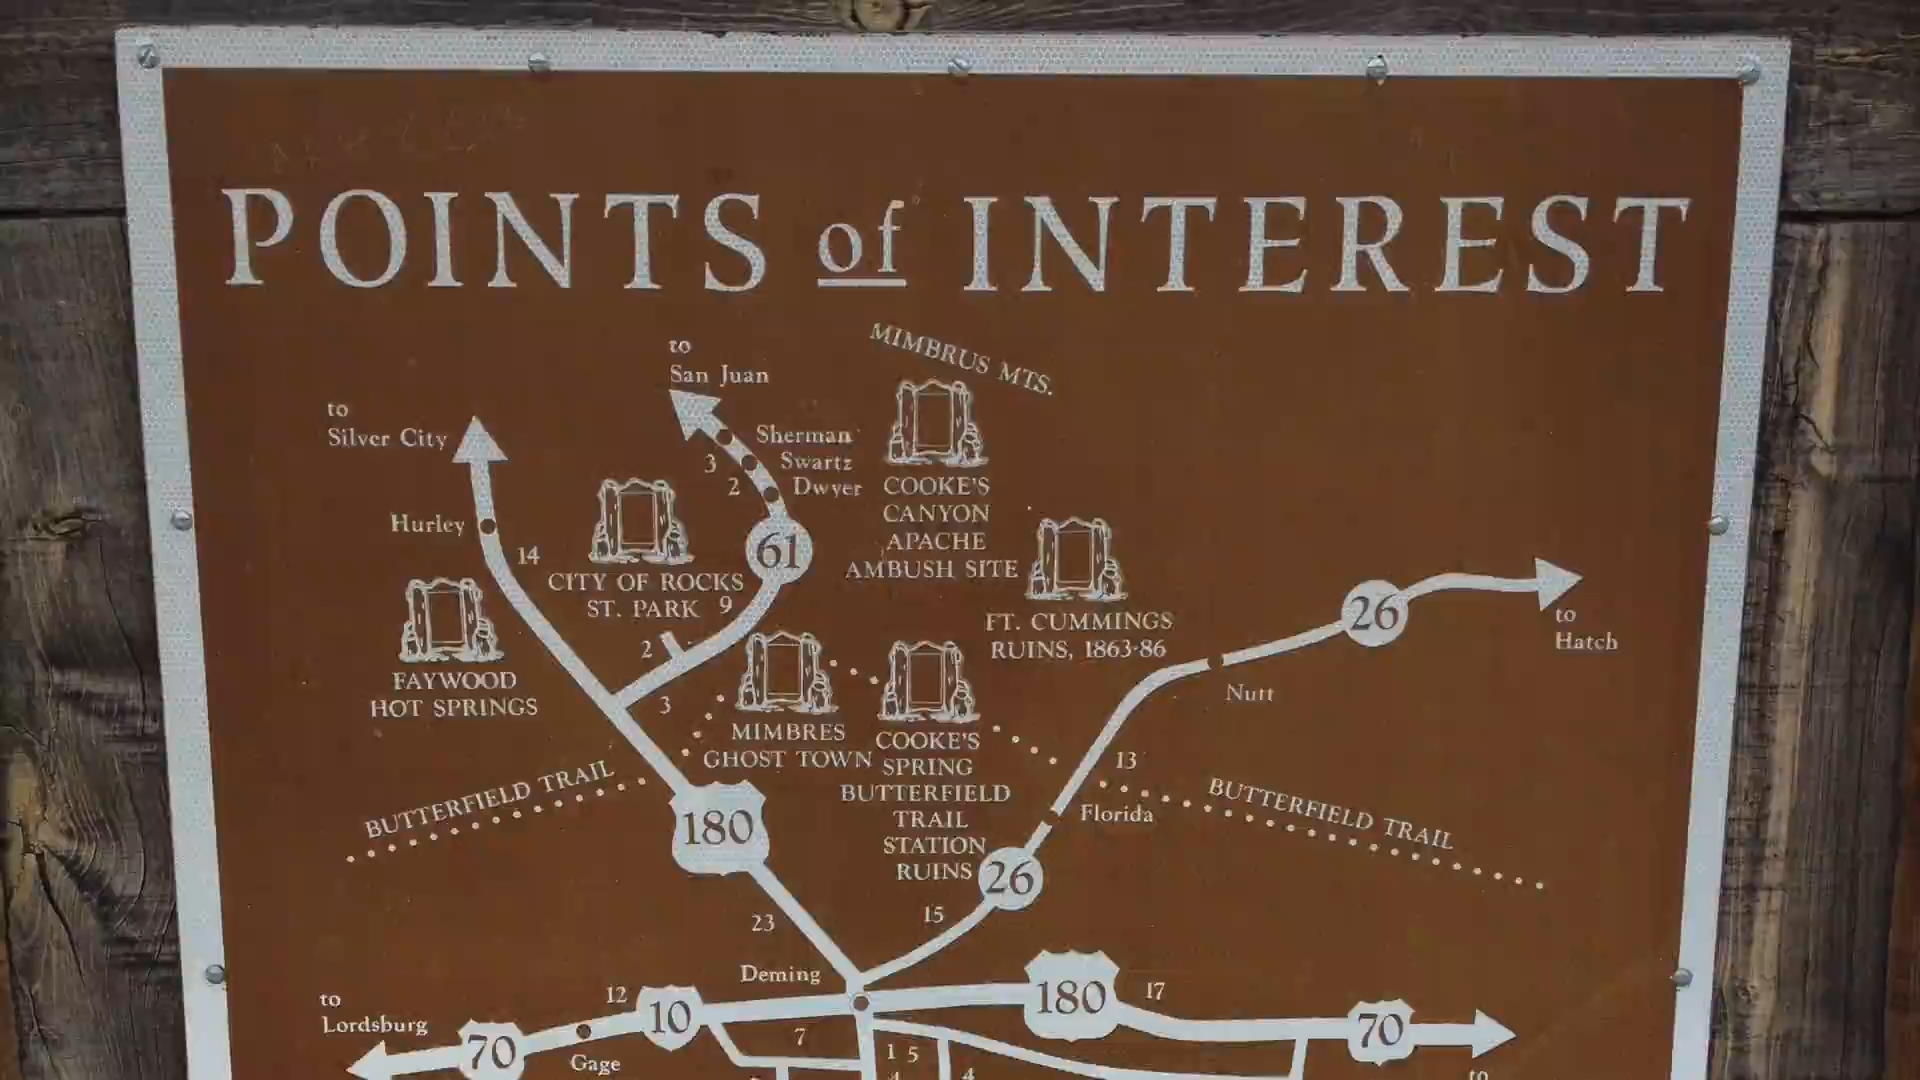 POINTS of INTEREST
MIMBRUS MTS.
to
San Juan
to
Silver City
Sherman
Swartz
Dwyer
3
2
COOKE'S
CANYON
APACHE
AMBUSH SITE
Hurley
14
61
CITY OF ROCKS
ST. PARK
9
2
3
FT. CUMMINGS
RUINS, 1863-86
26
to
Hatch
FAYWOOD
HOT SPRINGS
Nutt
MIMBRES
GHOST TOWN
COOKE'S
SPRING
BUTTERFIELD
TRAIL
STATION
RUINS
13
Florida
BUTTERFIELD TRAIL
BUTTERFIELD TRAIL
180
26
23
15
Deming
to
Lordsburg
12
10
180
17
70
70
Gage
7
1
5
4
to